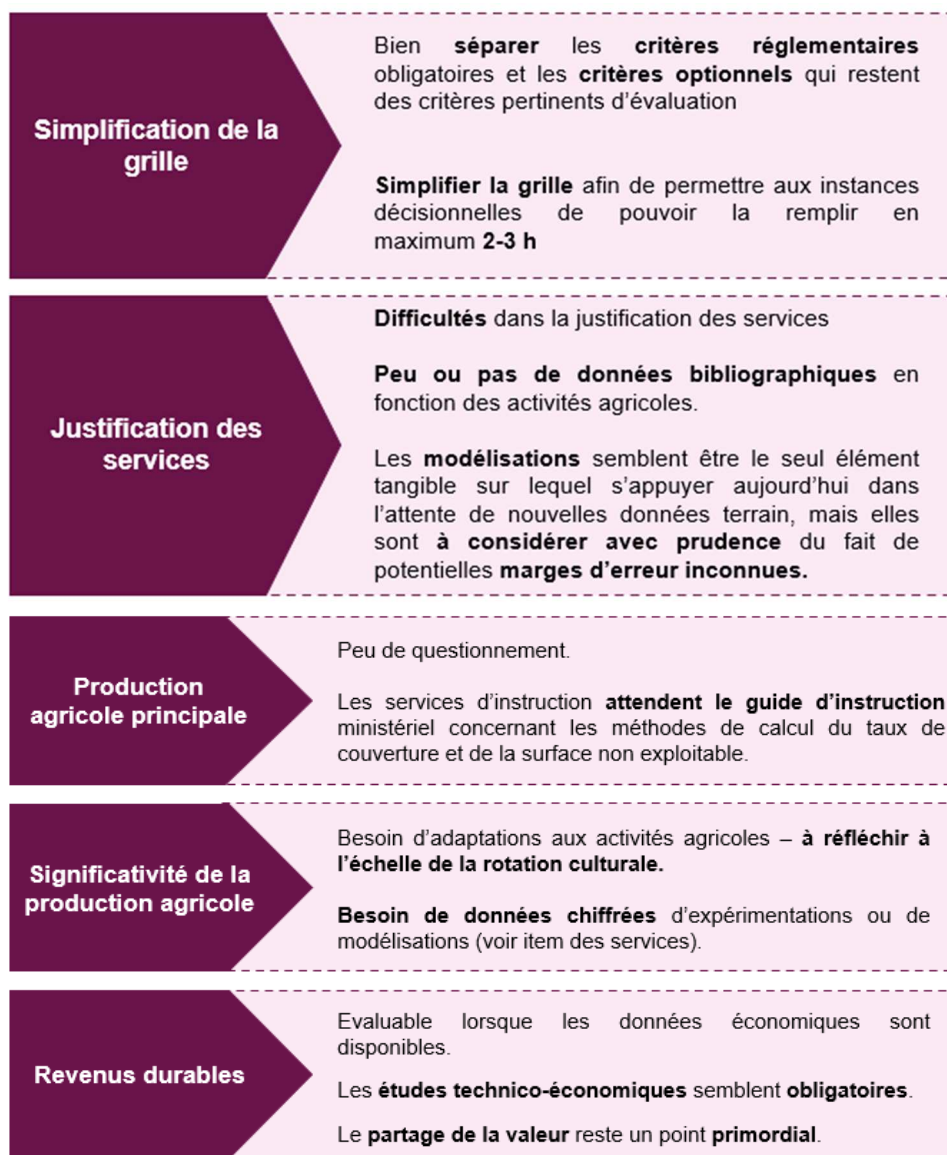 Simplification de la
grille
Bien séparer les critères réglementaires
obligatoires et les critères optionnels qui restent
des critères pertinents d'évaluation
Simplifier la grille afin de permettre aux instances
décisionnelles de pouvoir la remplir en
maximum 2-3 h
Justification des
services
Difficultés dans la justification des services
Peu ou pas de données bibliographiques en
fonction des activités agricoles.
Les modélisations semblent être le seul élément
tangible sur lequel s'appuyer aujourd'hui dans
l'attente de nouvelles données terrain, mais elles
sont à considérer avec prudence du fait de
potentielles marges d'erreur inconnues.
Production
agricole principale
Peu de questionnement.
Les services d'instruction attendent le guide d'instruction
ministériel concernant les méthodes de calcul du taux de
couverture et de la surface non exploitable.
Significativité de la
production agricole
Besoin d'adaptations aux activités agricoles – à réfléchir à
l'échelle de la rotation culturale.
Besoin de données chiffrées d'expérimentations ou de
modélisations (voir item des services).
Revenus durables
Evaluable lorsque les données économiques sont
disponibles.
Les études technico-économiques semblent obligatoires.
Le partage de la valeur reste un point primordial.